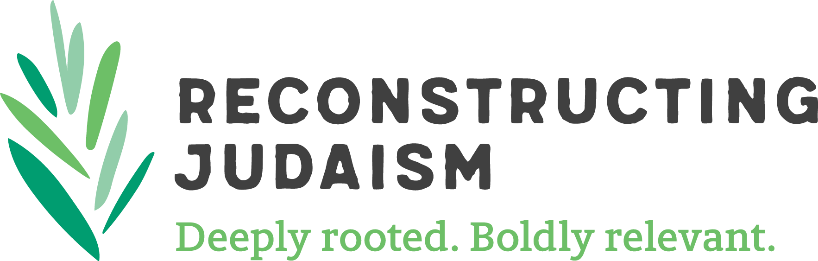 RECONSTRUCTING
JUDAISM
Deeply rooted. Boldly relevant.